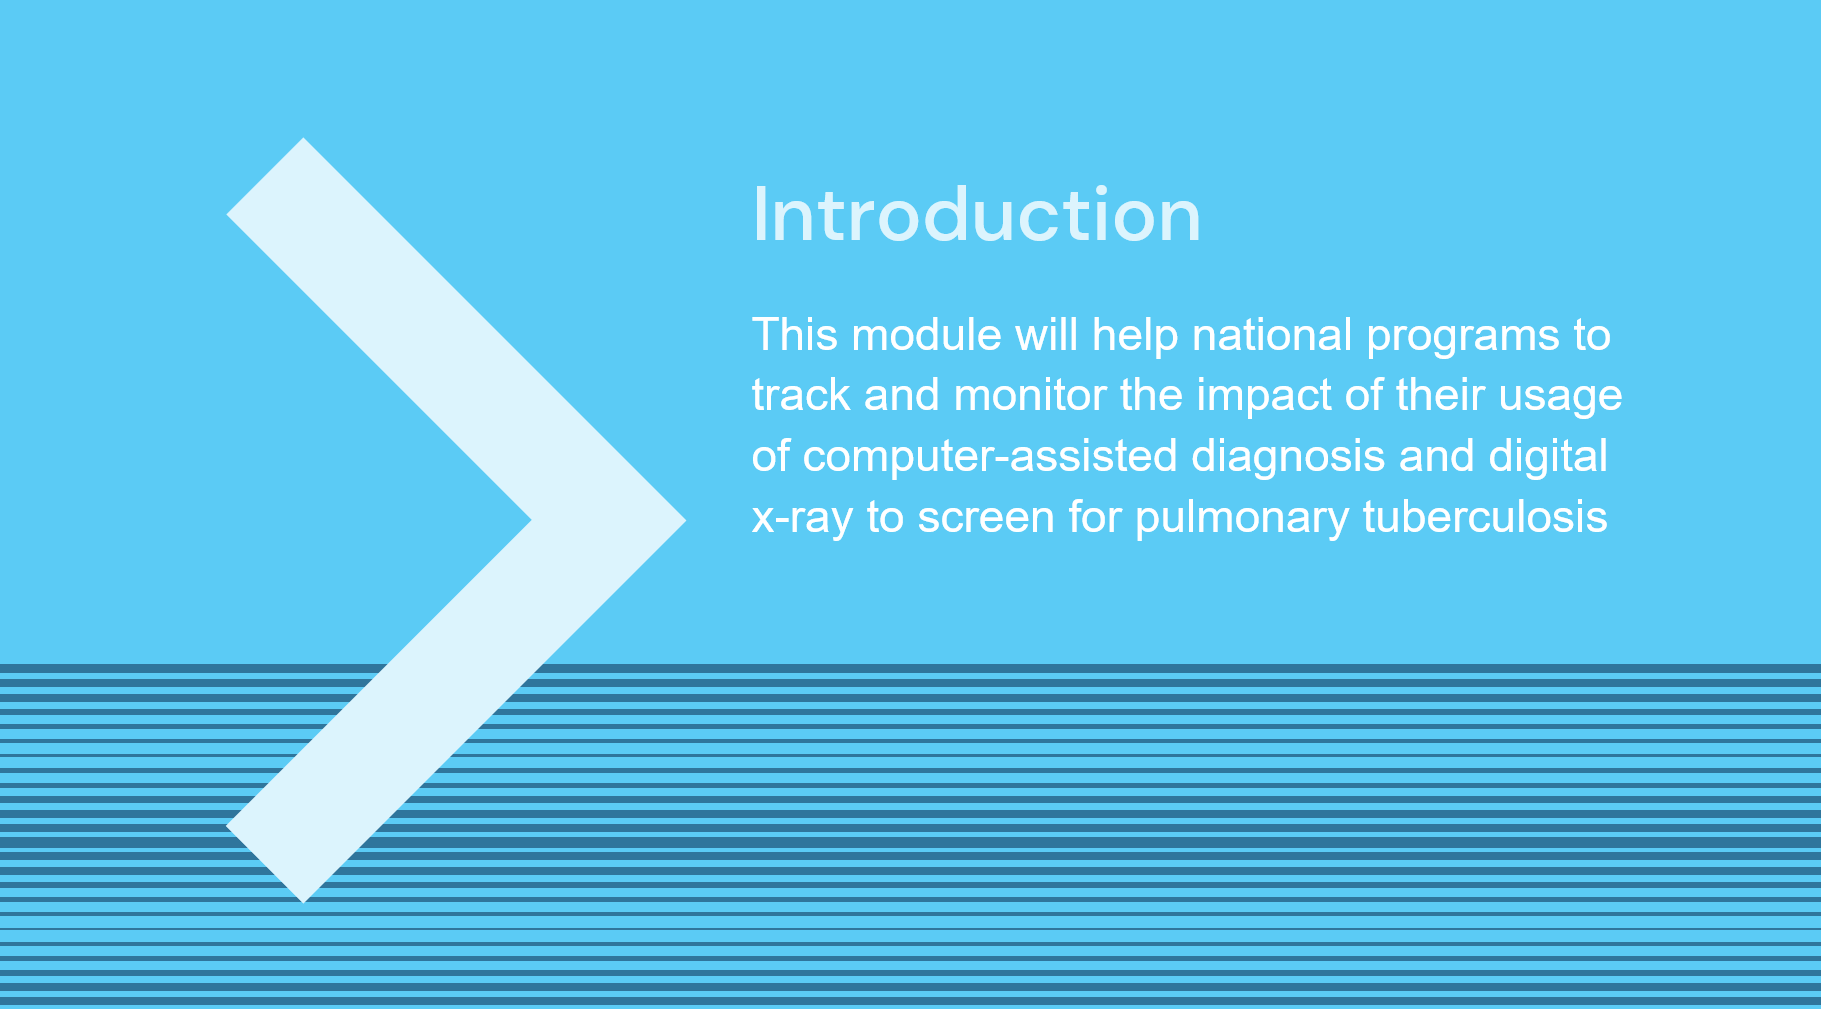 Introduction
This module will help national programs to
track and monitor the impact of their usage
of computer-assisted diagnosis and digital
x-ray to screen for pulmonary tuberculosis